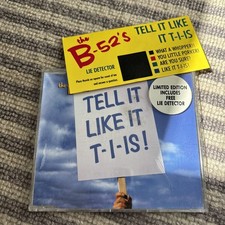 the
B-52's
TELL IT LIKE
IT T-I-IS
LIE DETECTOR
WHAT A WHOPPER!
YOU LITTLE PORKER!
ARE YOU SURE?
LIKE IT T-I-IS!
LIMITED EDITION
INCLUDES
FREE
LIE DETECTOR
TELL IT
LIKE IT
T-I-IS!